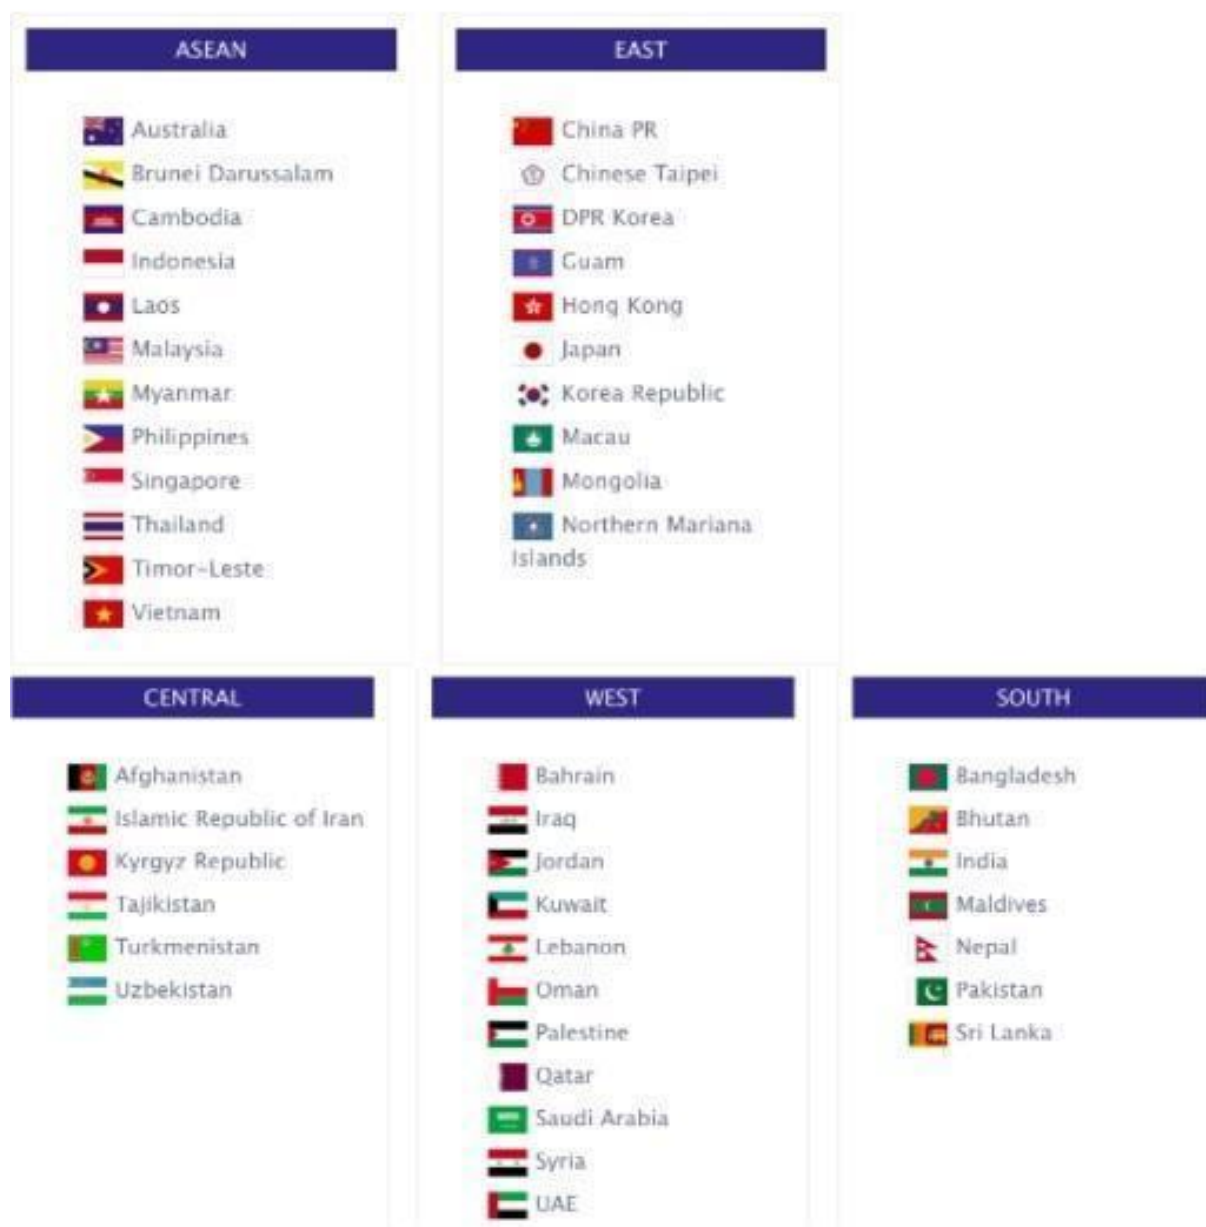 ASEAN
Australia
Brunei Darussalam
Cambodia
Indonesia
Laos
Malaysia
Myanmar
Philippines
Singapore
Thailand
Timor-Leste
Vietnam
EAST
China PR
Chinese Taipei
DPR Korea
Guam
Hong Kong
Japan
Korea Republic
Macau
Mongolia
Northern Mariana
Islands
CENTRAL
Afghanistan
Islamic Republic of Iran
Kyrgyz Republic
Tajikistan
Turkmenistan
Uzbekistan
WEST
Bahrain
Iraq
Jordan
Kuwait
Lebanon
Oman
Palestine
Qatar
Saudi Arabia
Syria
UAE
SOUTH
Bangladesh
Bhutan
India
Maldives
Nepal
Pakistan
Sri Lanka